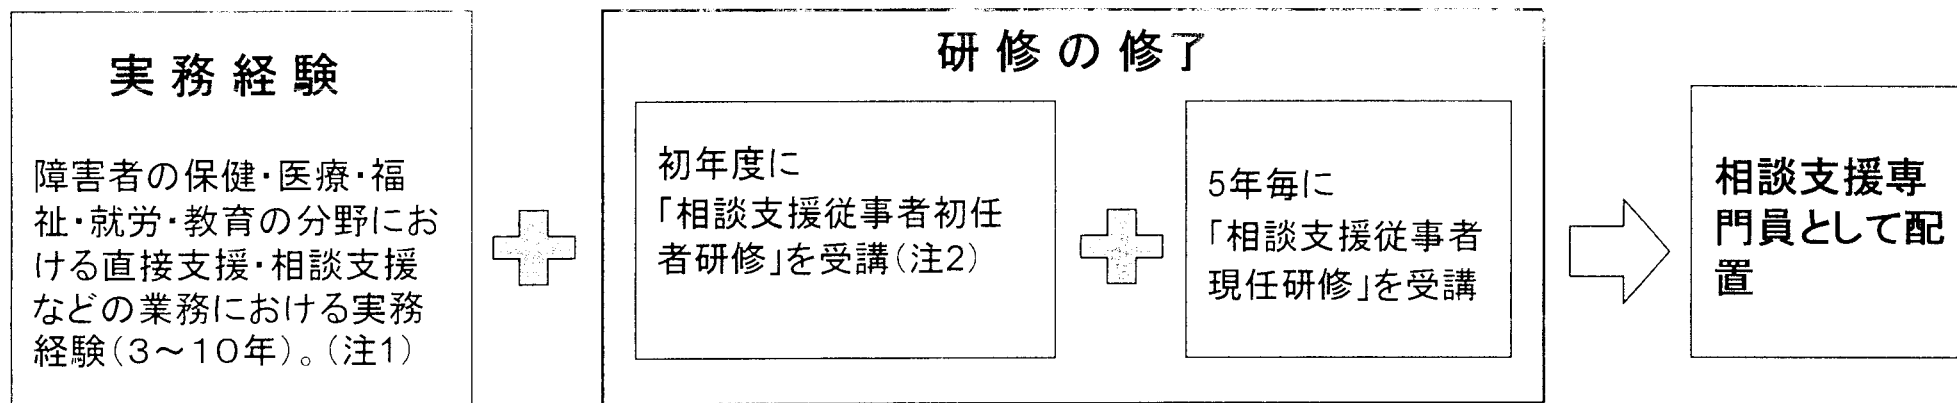 実務経験
障害者の保健・医療・福
祉・就労・教育の分野にお
ける直接支援・相談支援
などの業務における実務
経験(3～10年)。(注1)
研修の修了
初年度に
「相談支援従事者初任
者研修」を受講(注2)
5年毎に
「相談支援従事者
現任研修」を受講
相談支援専
門員として配
置